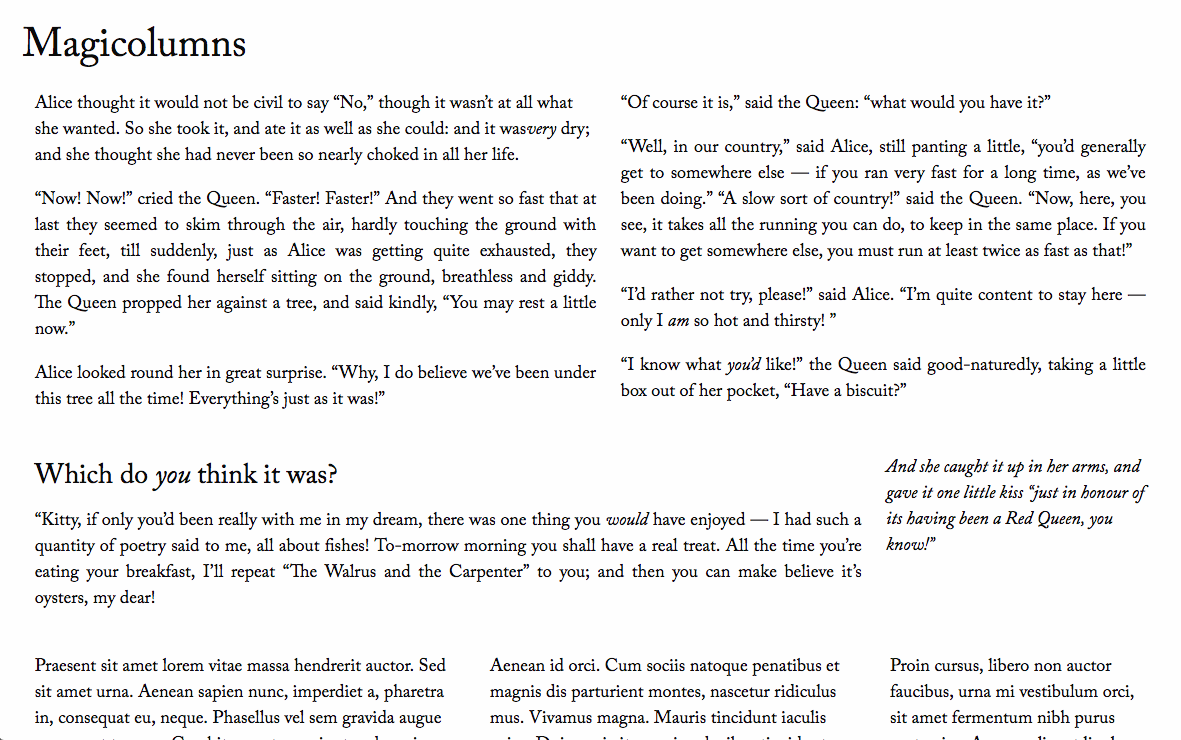 Magicolumns
Alice thought it would not be civil to say “No,” though it wasn’t at all what
she wanted. So she took it, and ate it as well as she could: and it wasvery dry;
and she thought she had never been so nearly choked in all her life.
“Now! Now!” cried the Queen. “Faster! Faster!” And they went so fast that at
last they seemed to skim through the air, hardly touching the ground with
their feet, till suddenly, just as Alice was getting quite exhausted, they
stopped, and she found herself sitting on the ground, breathless and giddy.
The Queen propped her against a tree, and said kindly, “You may rest a little
now.”
Alice looked round her in great surprise. “Why, I do believe we’ve been under
this tree all the time! Everything’s just as it was!”
“Of course it is,” said the Queen: “what would you have it?”
“Well, in our country,” said Alice, still panting a little, “you’d generally
get to somewhere else — if you ran very fast for a long time, as we’ve
been doing.” “A slow sort of country!” said the Queen. “Now, here, you
see, it takes all the running you can do, to keep in the same place. If you
want to get somewhere else, you must run at least twice as fast as that!”
“I’d rather not try, please!” said Alice. “I’m quite content to stay here —
only I am so hot and thirsty! ”
“I know what you’d like!” the Queen said good-naturedly, taking a little
box out of her pocket, “Have a biscuit?”
Which do you think it was?
“Kitty, if only you’d been really with me in my dream, there was one thing you would have enjoyed — I had such a
quantity of poetry said to me, all about fishes! To-morrow morning you shall have a real treat. All the time you’re
eating your breakfast, I’ll repeat “The Walrus and the Carpenter” to you; and then you can make believe it’s
oysters, my dear!
And she caught it up in her arms, and
gave it one little kiss “just in honour of
its having been a Red Queen, you
know!”
Praesent sit amet lorem vitae massa hendrerit auctor. Sed
sit amet urna. Aenean sapien nunc, imperdiet a, pharetra
in, consequat eu, neque. Phasellus vel sem gravida augue
Aenean id orci. Cum sociis natoque penatibus et
magnis dis parturient montes, nascetur ridiculus
mus. Vivamus magna. Mauris tincidunt iaculis
Proin cursus, libero non auctor
faucibus, urna mi vestibulum orci,
sit amet fermentum nibh purus